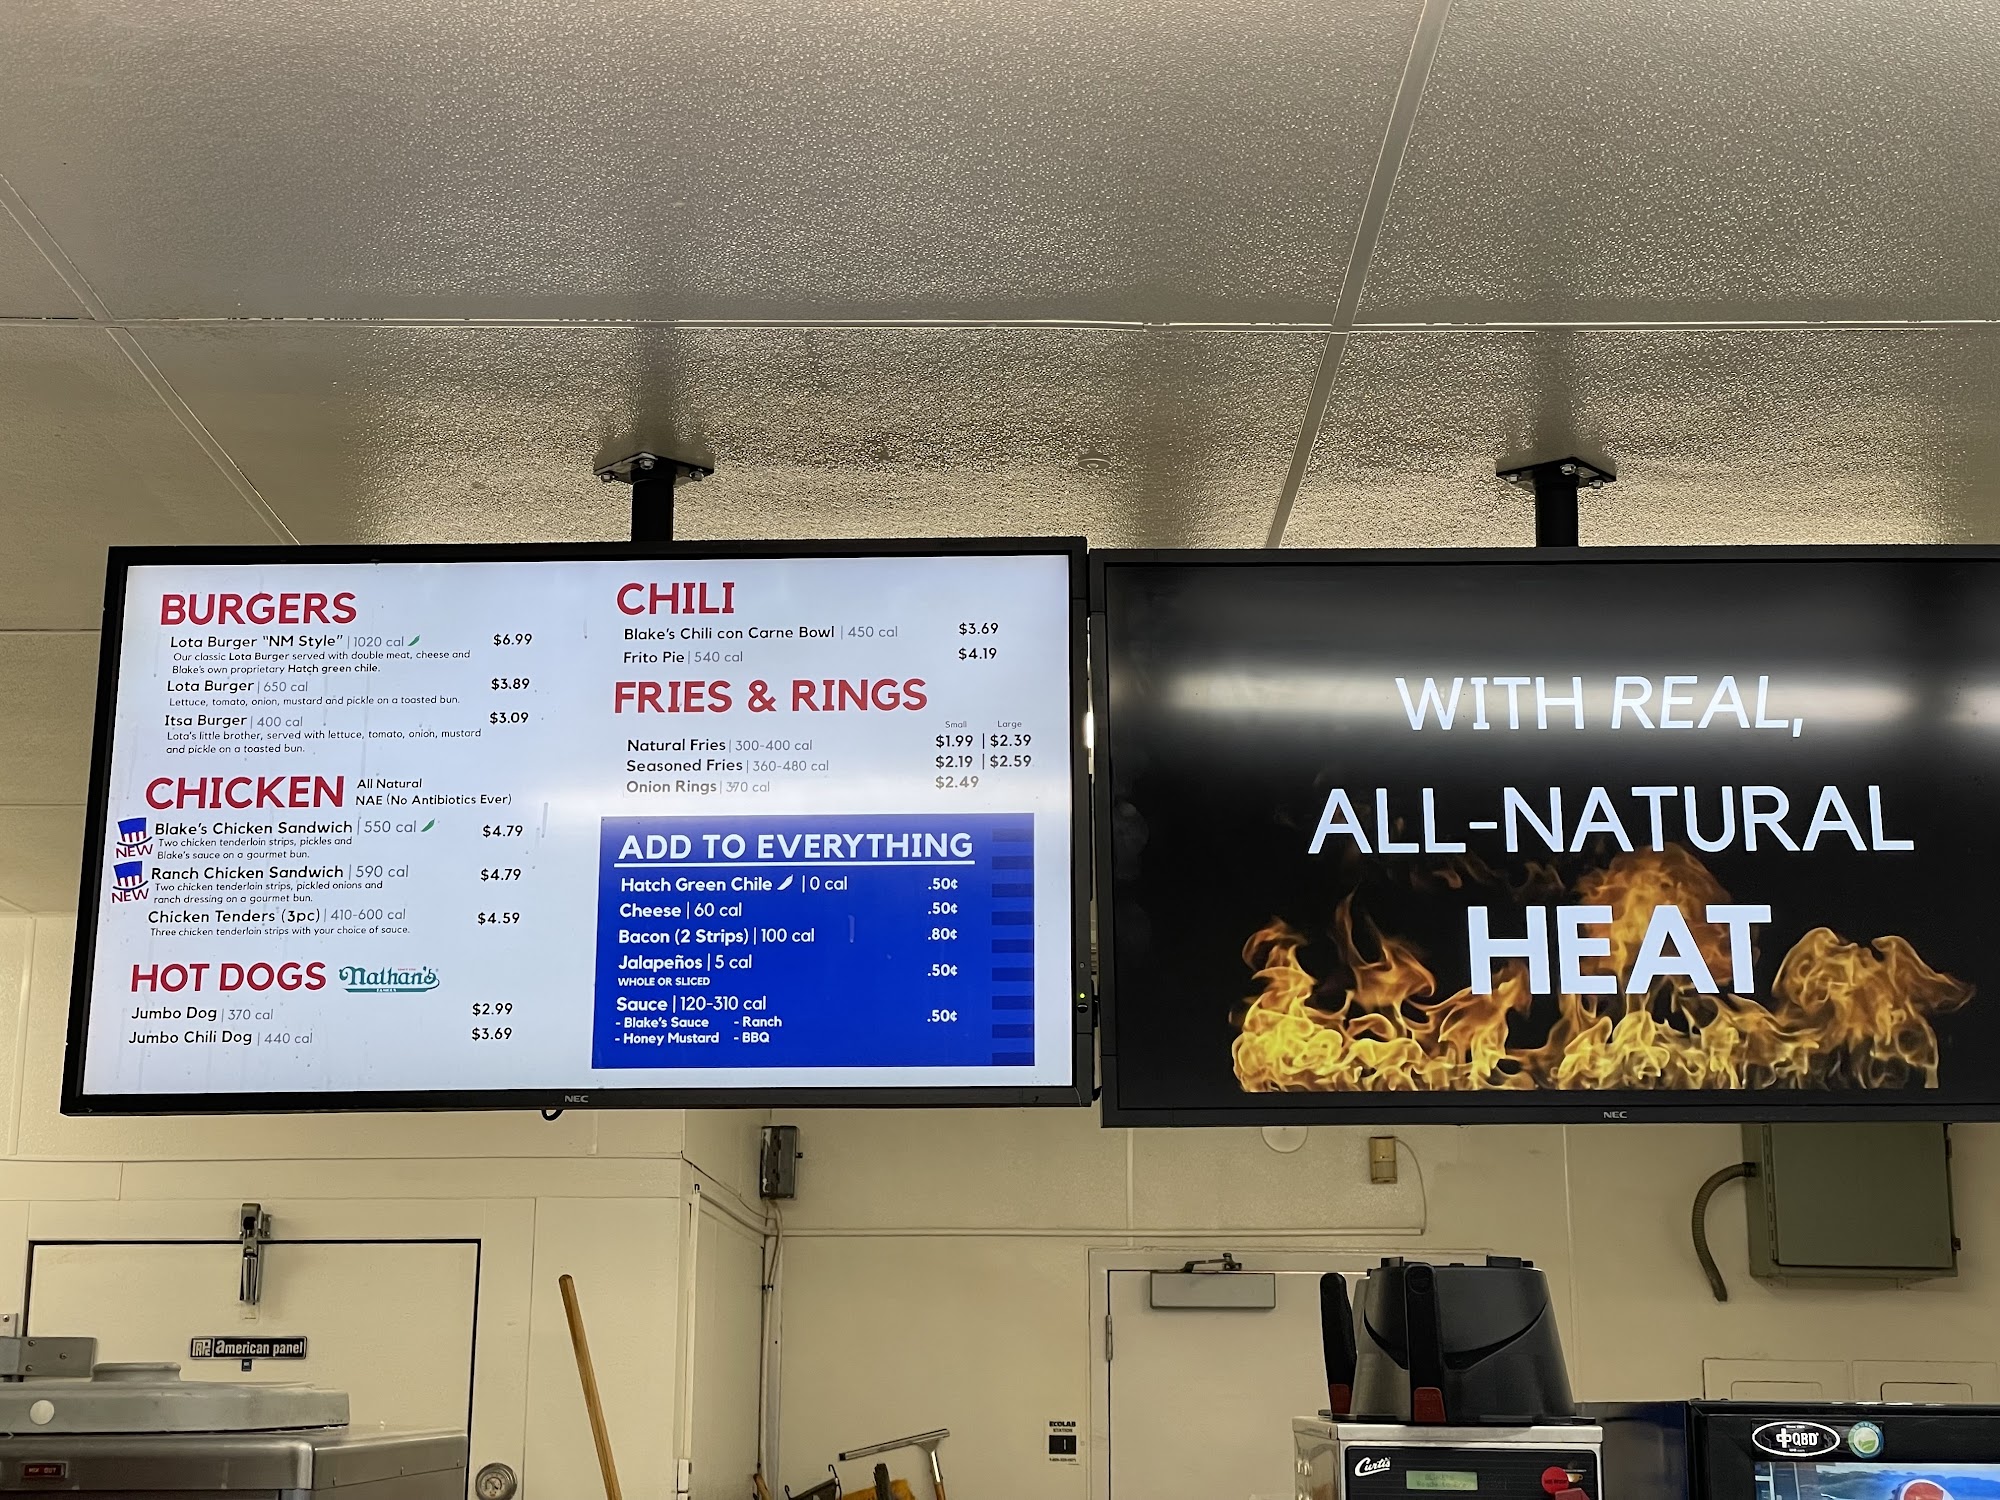 BURGERS
Lota Burger "NM Style" | 1020 cal $6.99
Our classic Lota Burger served with double meat, cheese and
Blake's own proprietary Hatch green chile.
Lota Burger | 650 cal $3.89
Lettuce, tomato, onion, mustard and pickle on a toasted bun.
Itsa Burger | 400 cal $3.09
Lota's little brother, served with lettuce, tomato, onion, mustard
and pickle on a toasted bun.
CHICKEN All Natural
NAE (No Antibiotics Ever)
NEW Blake's Chicken Sandwich | 550 cal $4.79
Two chicken tenderloin strips, pickles and
Blake's sauce on a gourmet bun.
NEW Ranch Chicken Sandwich | 590 cal $4.79
Two chicken tenderloin strips, pickled onions and
ranch dressing on a gourmet bun.
Chicken Tenders (3pc) | 410-600 cal $4.59
Three chicken tenderloin strips with your choice of sauce.
HOT DOGS Nathan's
FAMOUS
Jumbo Dog | 370 cal $2.99
Jumbo Chili Dog | 440 cal $3.69
CHILI
Blake's Chili con Carne Bowl | 450 cal $3.69
Frito Pie | 540 cal $4.19
FRIES & RINGS
Small Large
Natural Fries | 300-400 cal $1.99 | $2.39
Seasoned Fries | 360-480 cal $2.19 | $2.59
Onion Rings | 370 cal $2.49
ADD TO EVERYTHING
Hatch Green Chile | 0 cal .50¢
Cheese | 60 cal .50¢
Bacon (2 Strips) | 100 cal .80¢
Jalapeños | 5 cal .50¢
WHOLE OR SLICED
Sauce | 120-310 cal .50¢
- Blake's Sauce - Ranch
- Honey Mustard - BBQ
NEC
WITH REAL,
ALL-NATURAL
HEAT
NEC
american panel
ECOLAB
STATION
1
Curtis
QBD